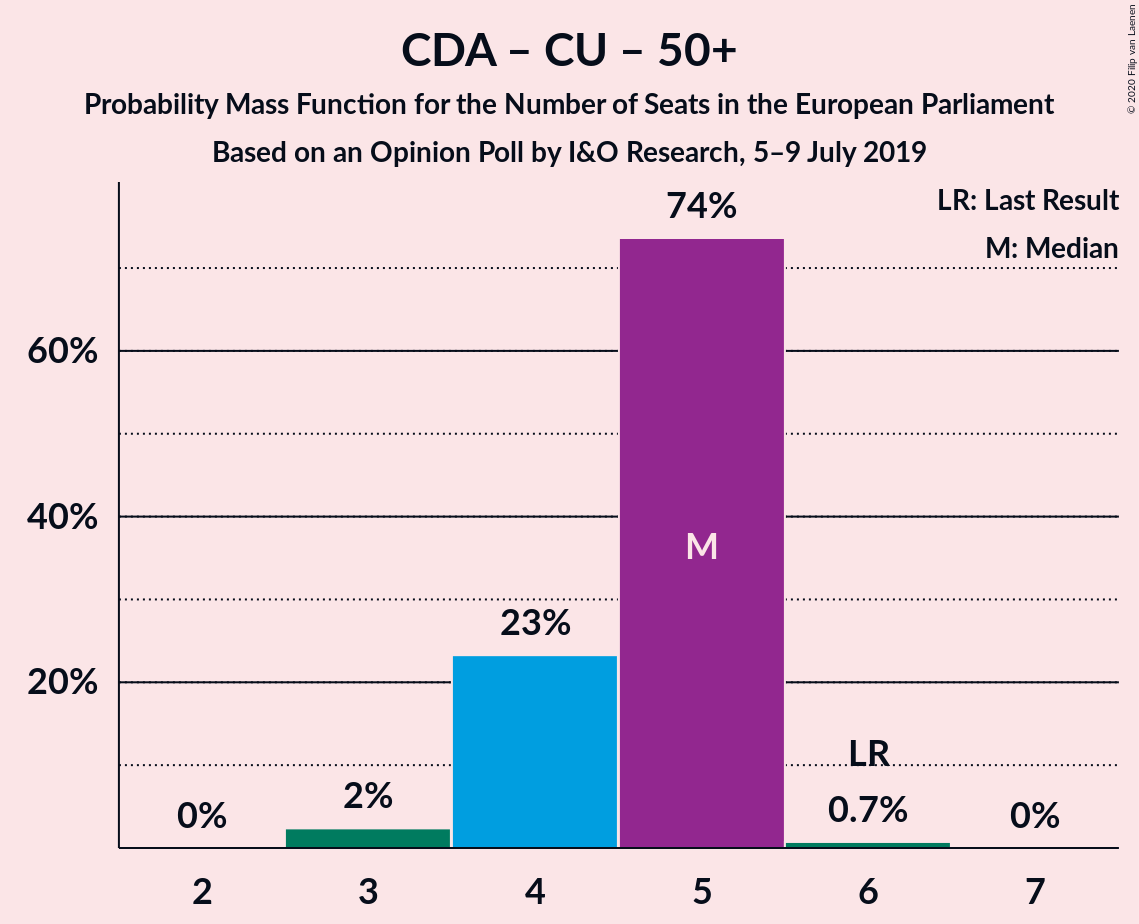 CDA – CU – 50+
Probability Mass Function for the Number of Seats in the European Parliament
Based on an Opinion Poll by I&O Research, 5–9 July 2019
© 2020 Filip van Laenen
LR: Last Result
M: Median
74%
60%
40%
M
23%
20%
LR
2%
0.7%
0%
0%
2 3 4 5 6 7